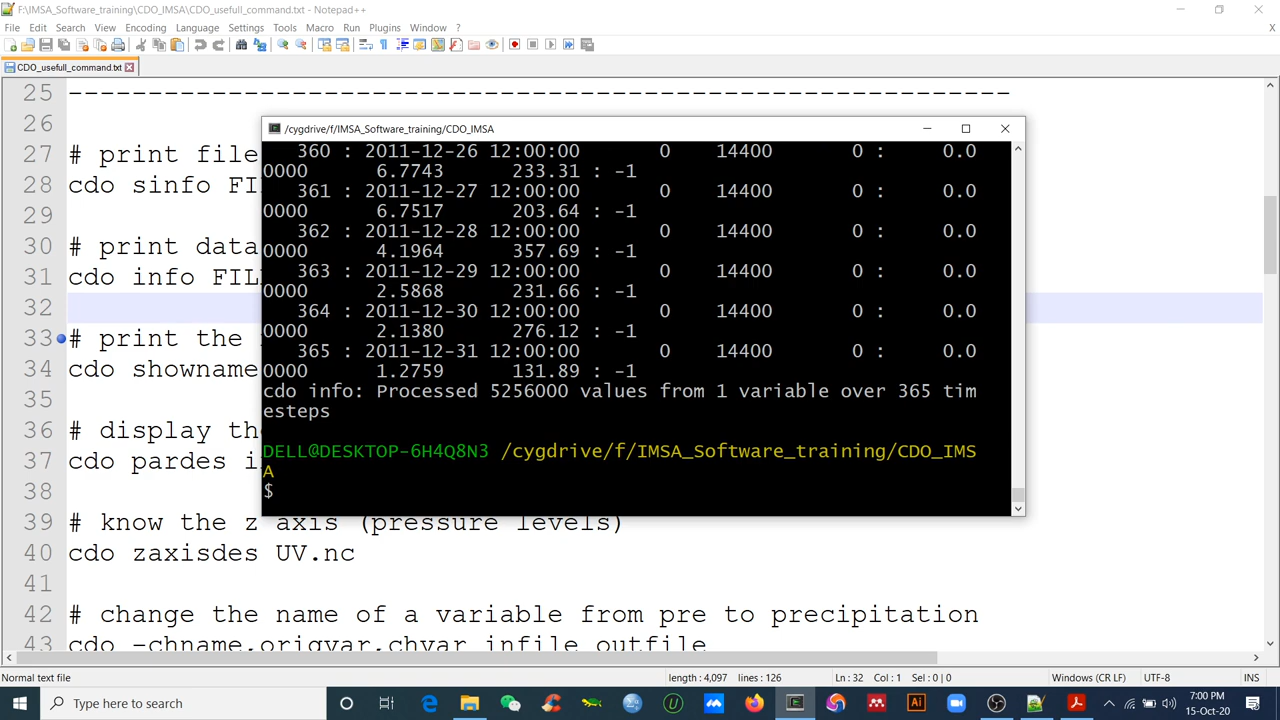 F:\IMSA_Software_training\CDO_IMSA\CDO_usefull_command.txt - Notepad++
File Edit Search View Encoding Language Settings Tools Macro Run Plugins Window ?
X
CDO_usefull_command.txt
25 -----------------------------------------------------------
26
27 # print file
28 cdo sinfo FI
29
30 # print data
31 cdo info FIL
32
33 # print the
34 cdo showname
35
36 # display th
37 cdo pardes i
38
39 # know the z axis (pressure levels)
40 cdo zaxisdes UV.nc
41
42 # change the name of a variable from pre to precipitation
43 cdo -chname,origvar,chvar infile outfile
/cygdrive/f/IMSA_Software_training/CDO_IMSA
360 : 2011-12-26 12:00:00 0 14400 0 : 0.0
0000 6.7743 233.31 : -1
361 : 2011-12-27 12:00:00 0 14400 0 : 0.0
0000 6.7517 203.64 : -1
362 : 2011-12-28 12:00:00 0 14400 0 : 0.0
0000 4.1964 357.69 : -1
363 : 2011-12-29 12:00:00 0 14400 0 : 0.0
0000 2.5868 231.66 : -1
364 : 2011-12-30 12:00:00 0 14400 0 : 0.0
0000 2.1380 276.12 : -1
365 : 2011-12-31 12:00:00 0 14400 0 : 0.0
0000 1.2759 131.89 : -1
cdo info: Processed 5256000 values from 1 variable over 365 tim
esteps
DELL@DESKTOP-6H4Q8N3 /cygdrive/f/IMSA_Software_training/CDO_IMS
A
$
Normal text file length : 4,097 lines : 126 Ln : 32 Col : 1 Sel : 0 | 0 Windows (CR LF) UTF-8 INS
Type here to search
7:00 PM
15-Oct-20